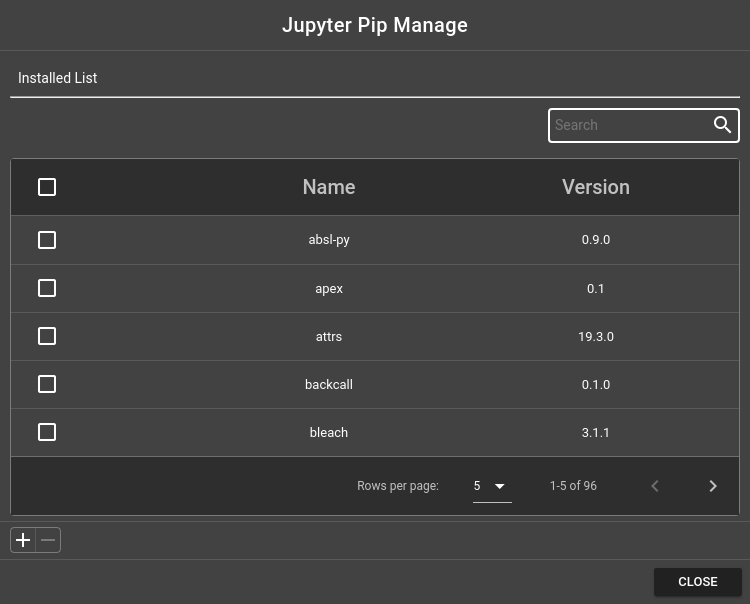 Jupyter Pip Manage
Installed List
Search
Name Version
absl-py 0.9.0
apex 0.1
attrs 19.3.0
backcall 0.1.0
bleach 3.1.1
Rows per page: 5 1-5 of 96
CLOSE